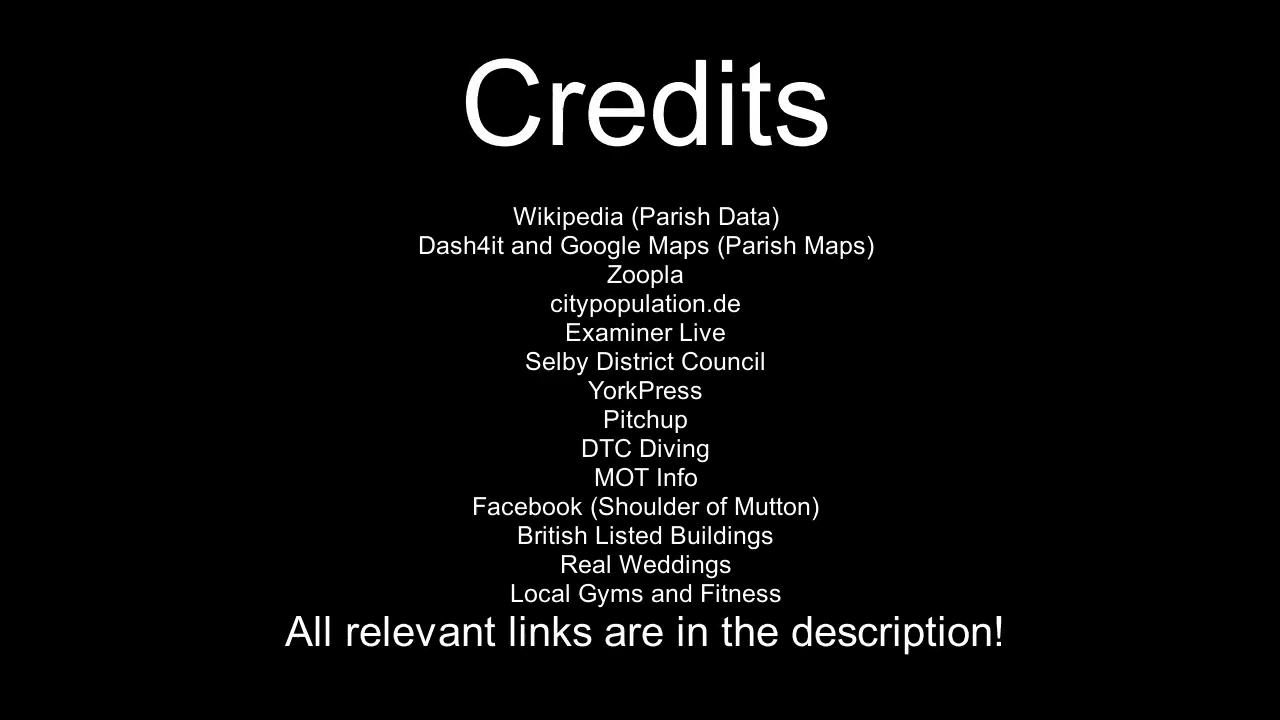 Credits
Wikipedia (Parish Data)
Dash4it and Google Maps (Parish Maps)
Zoopla
citypopulation.de
Examiner Live
Selby District Council
YorkPress
Pitchup
DTC Diving
MOT Info
Facebook (Shoulder of Mutton)
British Listed Buildings
Real Weddings
Local Gyms and Fitness
All relevant links are in the description!